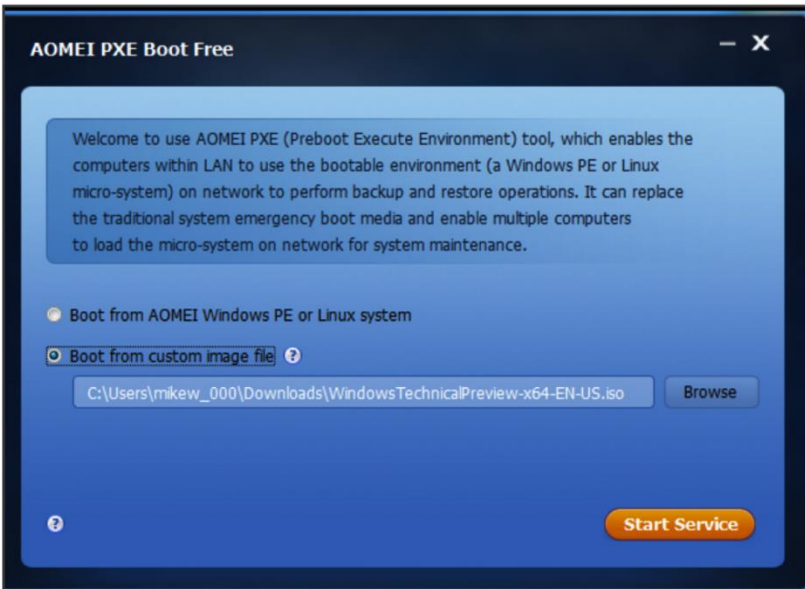 AOMEI PXE Boot Free
Welcome to use AOMEI PXE (Preboot Execute Environment) tool, which enables the
computers within LAN to use the bootable environment (a Windows PE or Linux
micro-system) on network to perform backup and restore operations. It can replace
the traditional system emergency boot media and enable multiple computers
to load the micro-system on network for system maintenance.
Boot from AOMEI Windows PE or Linux system
Boot from custom image file ?
C:\Users\mikew_000\Downloads\WindowsTechnicalPreview-x64-EN-US.iso Browse
? Start Service